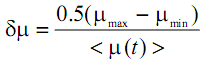 δμ = 0.5(μmax − μmin) / < μ(t) >